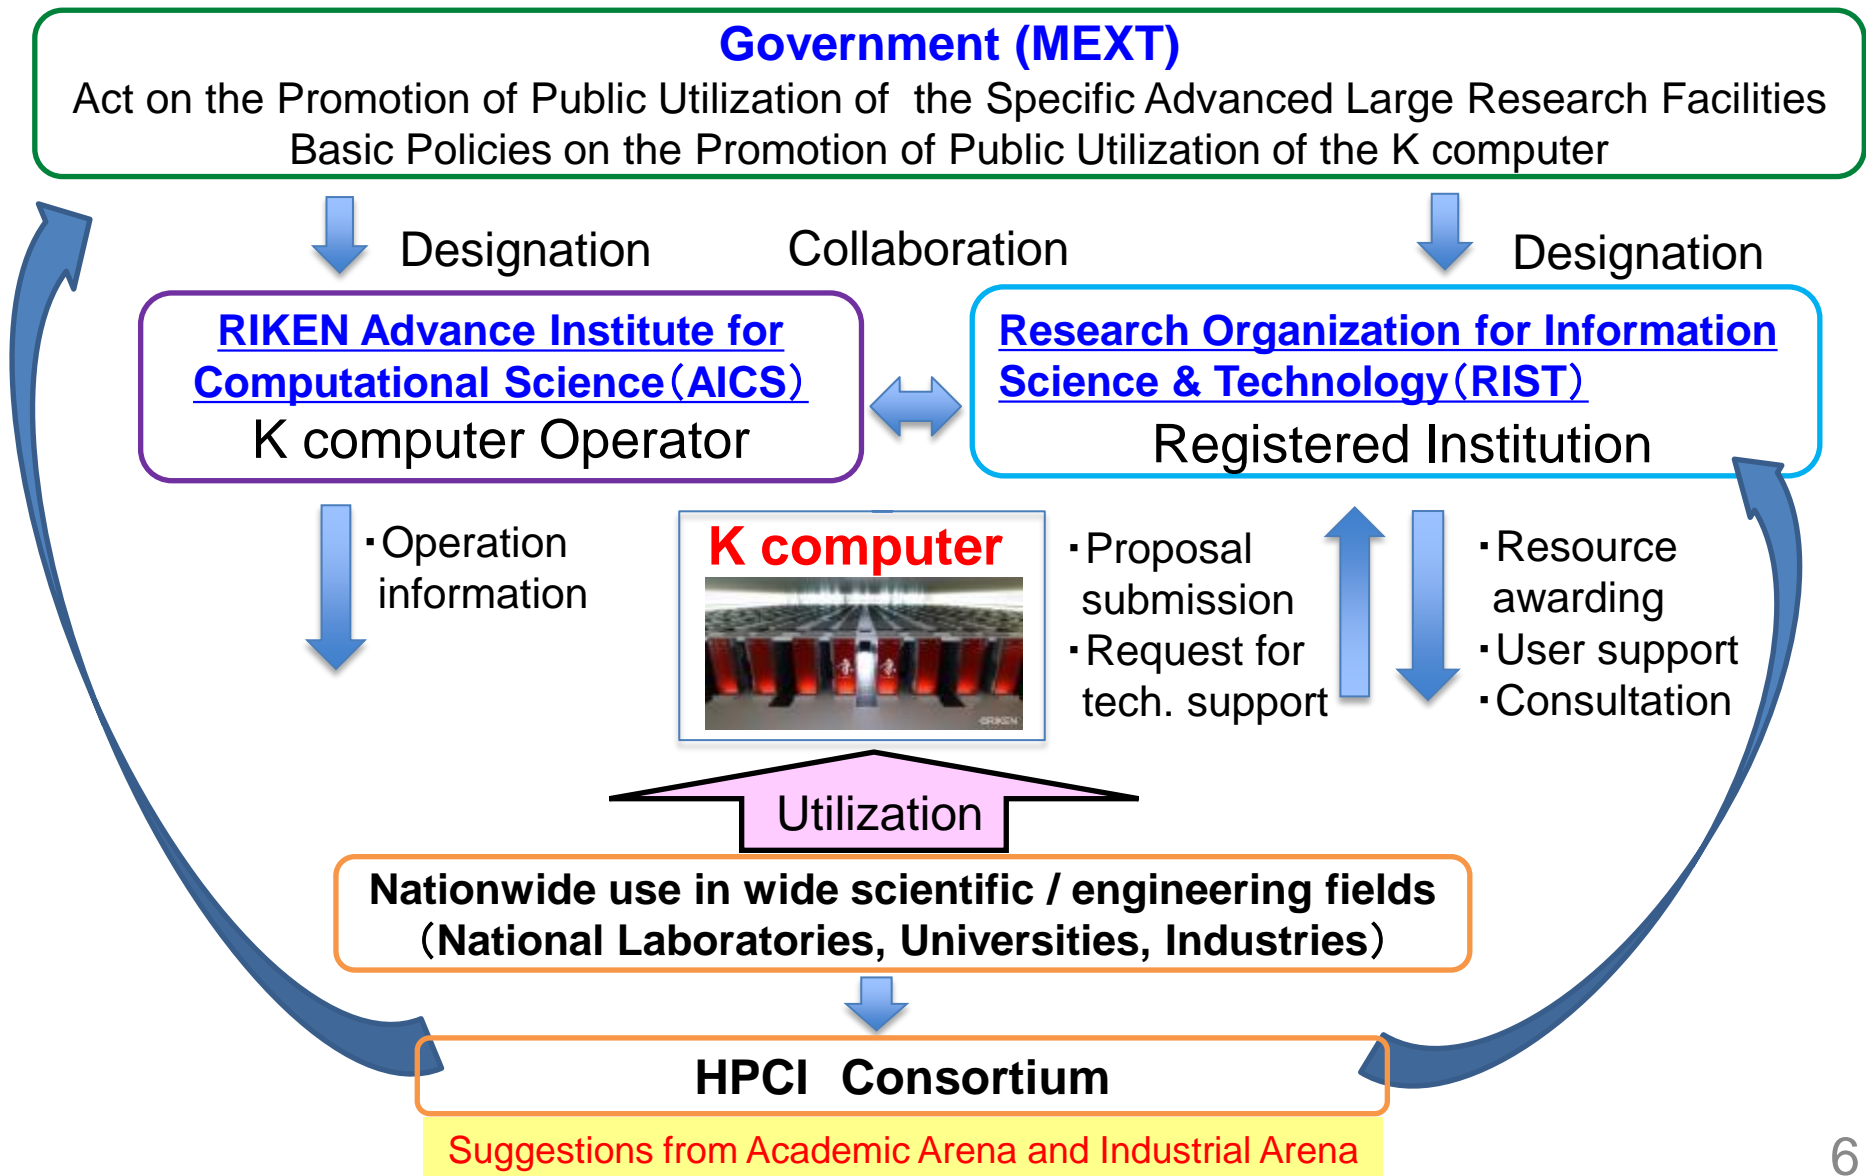 Government (MEXT)
Act on the Promotion of Public Utilization of the Specific Advanced Large Research Facilities
Basic Policies on the Promotion of Public Utilization of the K computer
Designation
Collaboration
Designation
RIKEN Advance Institute for
Computational Science（AICS）
K computer Operator
Research Organization for Information
Science & Technology（RIST）
Registered Institution
・Operation
information
K computer
京 京
©RIKEN
・Proposal
submission
・Request for
tech. support
・Resource
awarding
・User support
・Consultation
Utilization
Nationwide use in wide scientific / engineering fields
（National Laboratories, Universities, Industries）
HPCI Consortium
Suggestions from Academic Arena and Industrial Arena
6